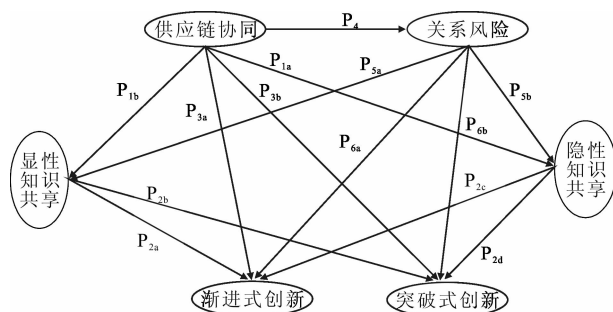 供应链协同
P4
关系风险
P1a
P5a
P1b
P3b
P5b
P3a
P6b
P6a
显性
知识
共享
隐性
知识
共享
P2c
P2b
P2a
P2d
渐进式创新
突破式创新